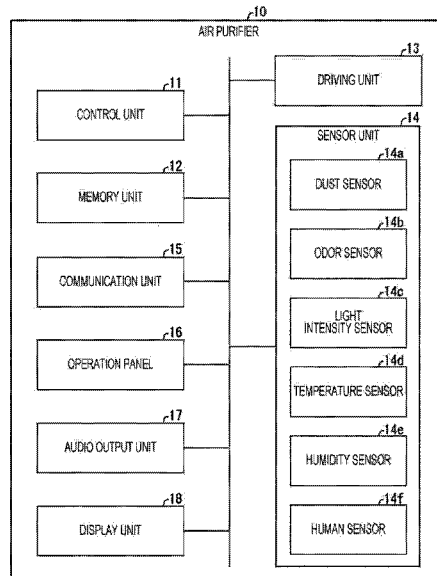 10
AIR PURIFIER
11
CONTROL UNIT
12
MEMORY UNIT
15
COMMUNICATION UNIT
16
OPERATION PANEL
17
AUDIO OUTPUT UNIT
18
DISPLAY UNIT
13
DRIVING UNIT
14
SENSOR UNIT
14a
DUST SENSOR
14b
ODOR SENSOR
14c
LIGHT
INTENSITY SENSOR
14d
TEMPERATURE SENSOR
14e
HUMIDITY SENSOR
14f
HUMAN SENSOR